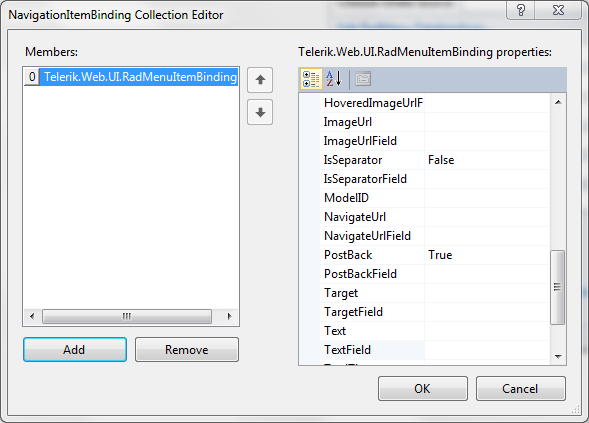 NavigationItemBinding Collection Editor
Members:
0 Telerik.Web.UI.RadMenuItemBinding
Add
Remove
Telerik.Web.UI.RadMenuItemBinding properties:
HoveredImageUrlF
ImageUrl
ImageUrlField
IsSeparator False
IsSeparatorField
ModelID
NavigateUrl
NavigateUrlField
PostBack True
PostBackField
Target
TargetField
Text
TextField
OK
Cancel